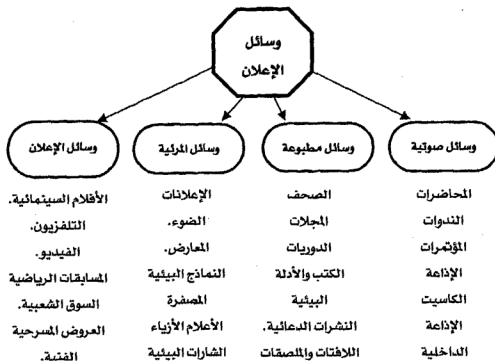 وسائل
الإعلان
وسائل صوتية
وسائل مطبوعة
وسائل المرئية
وسائل الإعلان
المحاضرات
الندوات
المؤتمرات
الإذاعة
الكاسيت
الإذاعة
الداخلية
الصحف
المجلات
الدوريات
الكتب والأدلة
البيئية
النشرات الدعائية.
اللافتات والملصقات
الإعلانات
الضوء.
المعارض.
النماذج البيئية
المصغرة
الأعلام الأزياء
الشارات البيئية
الأفلام السينمائية.
التلفزيون.
الفيديو.
المسابقات الرياضية
السوق الشعبية.
العروض المسرحية
الفنية.